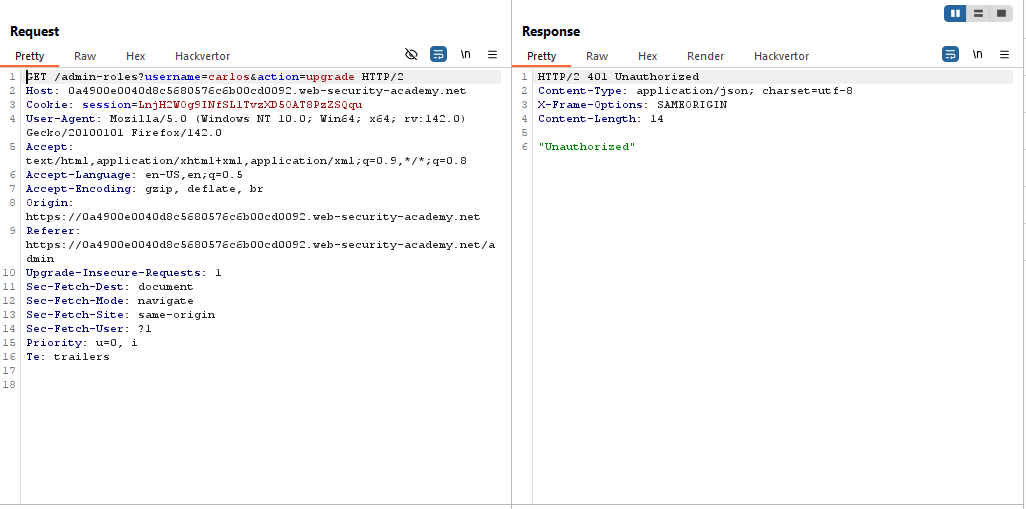 Request
Pretty Raw Hex Hackvertor
\n
1 GET /admin-roles?username=carlos&action=upgrade HTTP/2
2 Host: 0a4900e0040d8c5680576c6b00cd0092.web-security-academy.net
3 Cookie: session=LnjH2W0g9INfSL1TvzXD50AT8PzZSQqu
4 User-Agent: Mozilla/5.0 (Windows NT 10.0; Win64; x64; rv:142.0)
Gecko/20100101 Firefox/142.0
5 Accept:
text/html,application/xhtml+xml,application/xml;q=0.9,*/*;q=0.8
6 Accept-Language: en-US,en;q=0.5
7 Accept-Encoding: gzip, deflate, br
8 Origin:
https://0a4900e0040d8c5680576c6b00cd0092.web-security-academy.net
9 Referer:
https://0a4900e0040d8c5680576c6b00cd0092.web-security-academy.net/a
dmin
10 Upgrade-Insecure-Requests: 1
11 Sec-Fetch-Dest: document
12 Sec-Fetch-Mode: navigate
13 Sec-Fetch-Site: same-origin
14 Sec-Fetch-User: ?1
15 Priority: u=0, i
16 Te: trailers
17
18
Response
Pretty Raw Hex Render Hackvertor
\n
1 HTTP/2 401 Unauthorized
2 Content-Type: application/json; charset=utf-8
3 X-Frame-Options: SAMEORIGIN
4 Content-Length: 14
5
6 "Unauthorized"